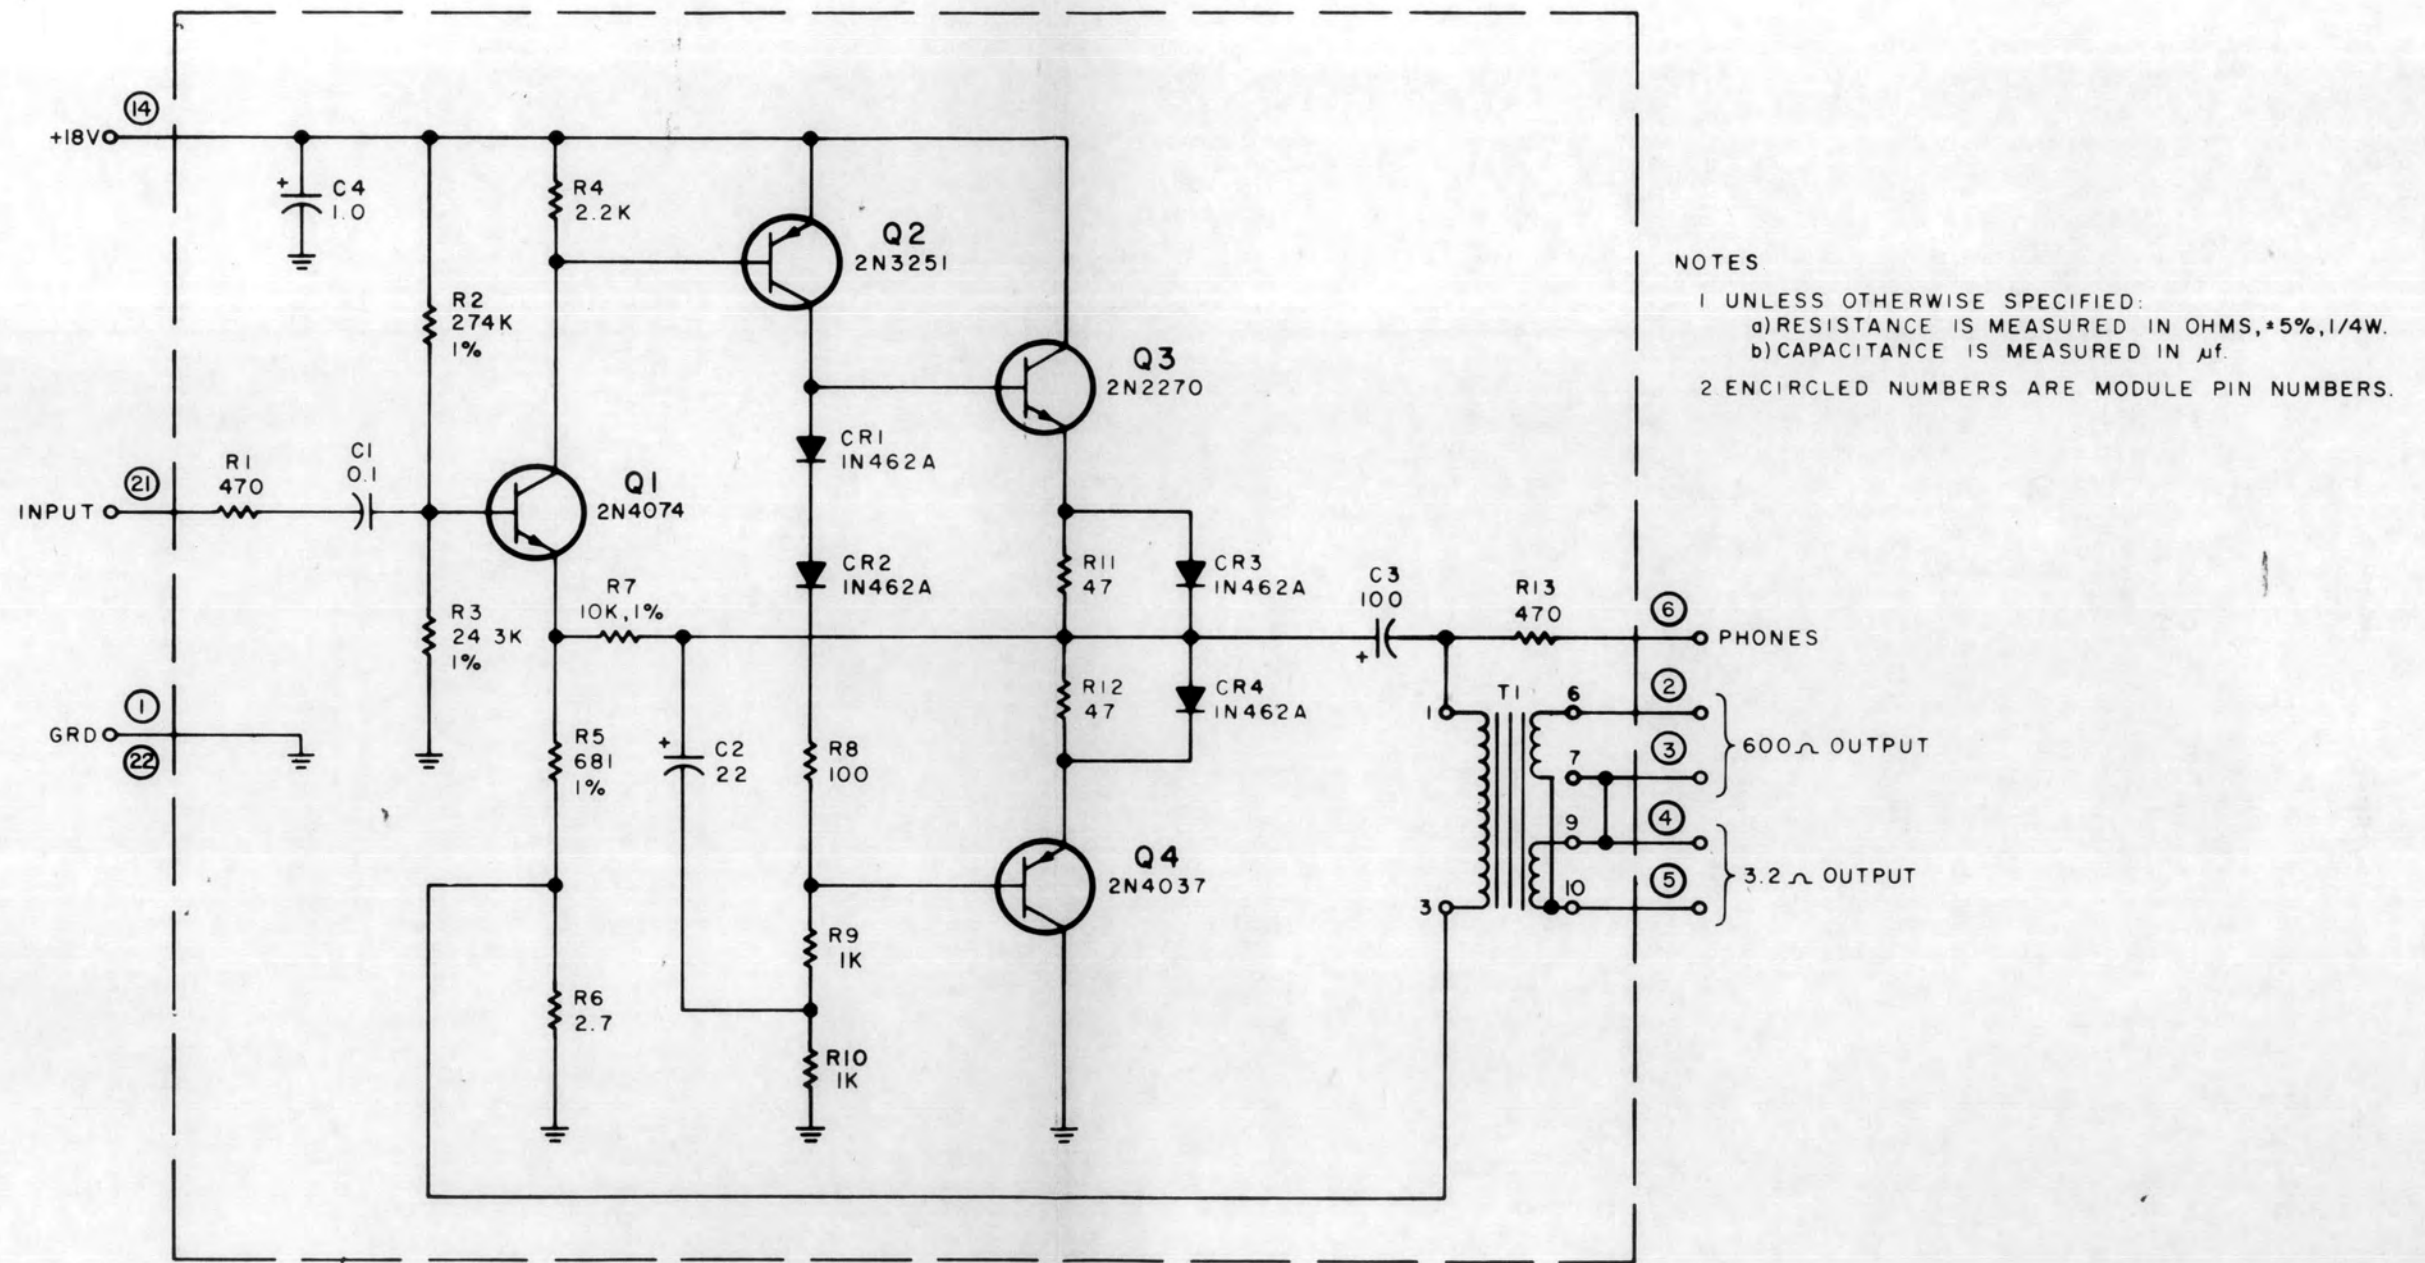 14
+18V
C4
1.0
R4
2.2K
Q2
2N3251
R2
274K
1%
Q3
2N2270
NOTES
1 UNLESS OTHERWISE SPECIFIED:
a) RESISTANCE IS MEASURED IN OHMS, ±5%, 1/4W.
b) CAPACITANCE IS MEASURED IN µf.
2 ENCIRCLED NUMBERS ARE MODULE PIN NUMBERS.
CR1
1N462A
21
INPUT
R1
470
C1
0.1
Q1
2N4074
CR2
1N462A
R7
10K, 1%
R11
47
CR3
1N462A
C3
100
+
R13
470
6
PHONES
R3
24 3K
1%
1
GRD
22
R5
681
1%
+
C2
22
R8
100
R12
47
CR4
1N462A
T1
1
3
6
7
9
10
2
3
4
5
600Ω OUTPUT
3.2Ω OUTPUT
Q4
2N4037
R9
1K
R6
2.7
R10
1K
+